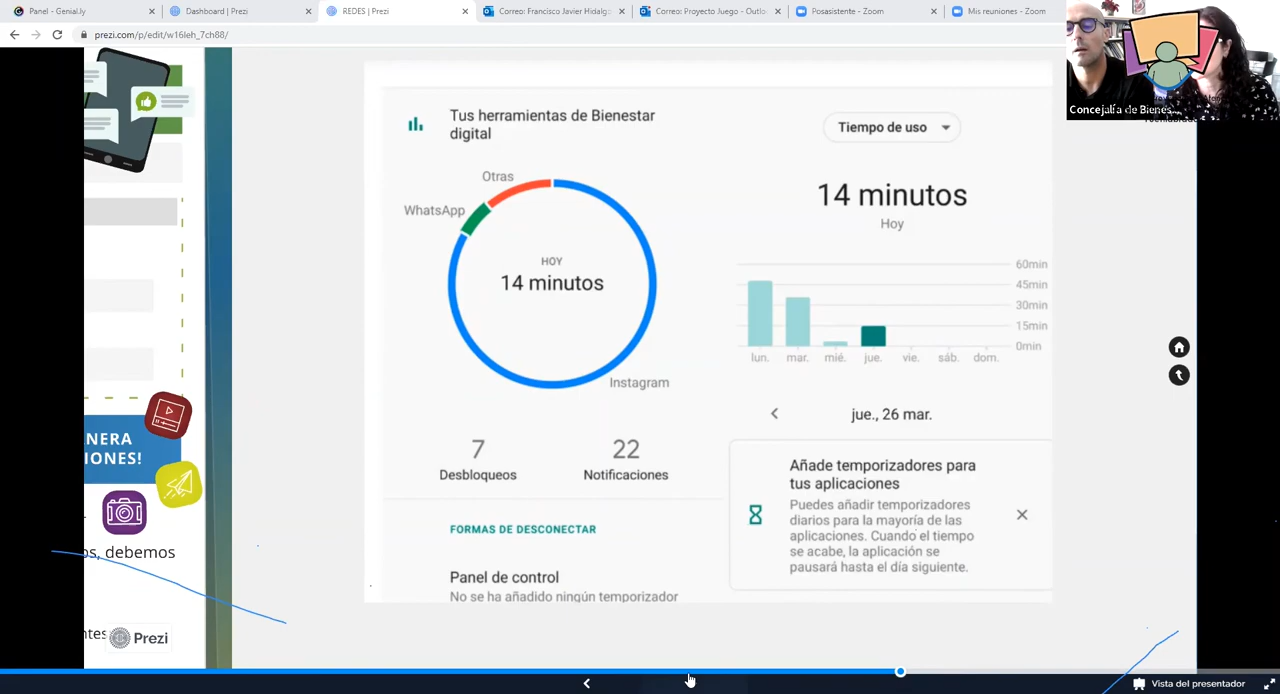 Panel - Genial.ly
Dashboard | Prezi
REDES | Prezi
Correo: Francisco Javier Hidalg
Correo: Proyecto Juego - Outlo
Posasistente - Zoom
Mis reuniones - Zoom
prezi.com/p/edit/w16leh_7ch88/
Concejalía de Bienes...
Tus herramientas de Bienestar
digital
Otras
WhatsApp
HOY
14 minutos
Instagram
7
Desbloqueos
22
Notificaciones
FORMAS DE DESCONECTAR
Panel de control
No se ha añadido ningún temporizador
Tiempo de uso
14 minutos
Hoy
60min
45min
30min
15min
0min
lun. mar. mié. jue. vie. sáb. dom.
jue., 26 mar.
Añade temporizadores para
tus aplicaciones
Puedes añadir temporizadores
diarios para la mayoría de las
aplicaciones. Cuando el tiempo
se acabe, la aplicación se
pausará hasta el día siguiente.
NERA
IONES!
os, debemos
ntes
Prezi
Vista del presentador